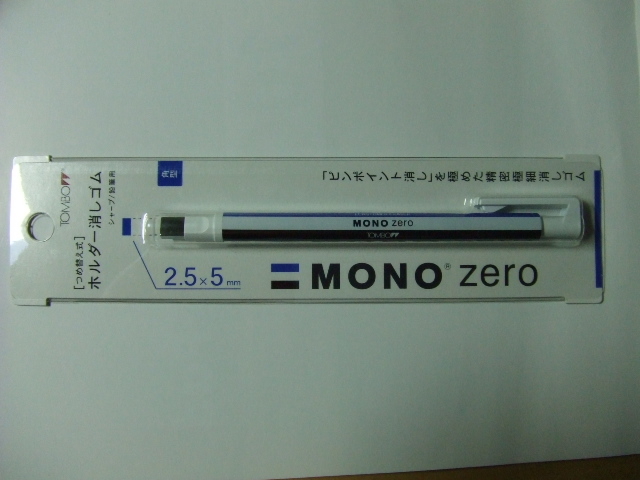 TOMBOW
[つめ替え式]
ホルダー消しゴム
シャープ/鉛筆用
角型
「ピンポイント消し」を極めた精密極細消しゴム
MONO zero
TOMBOW
2.5×5mm
MONO® zero